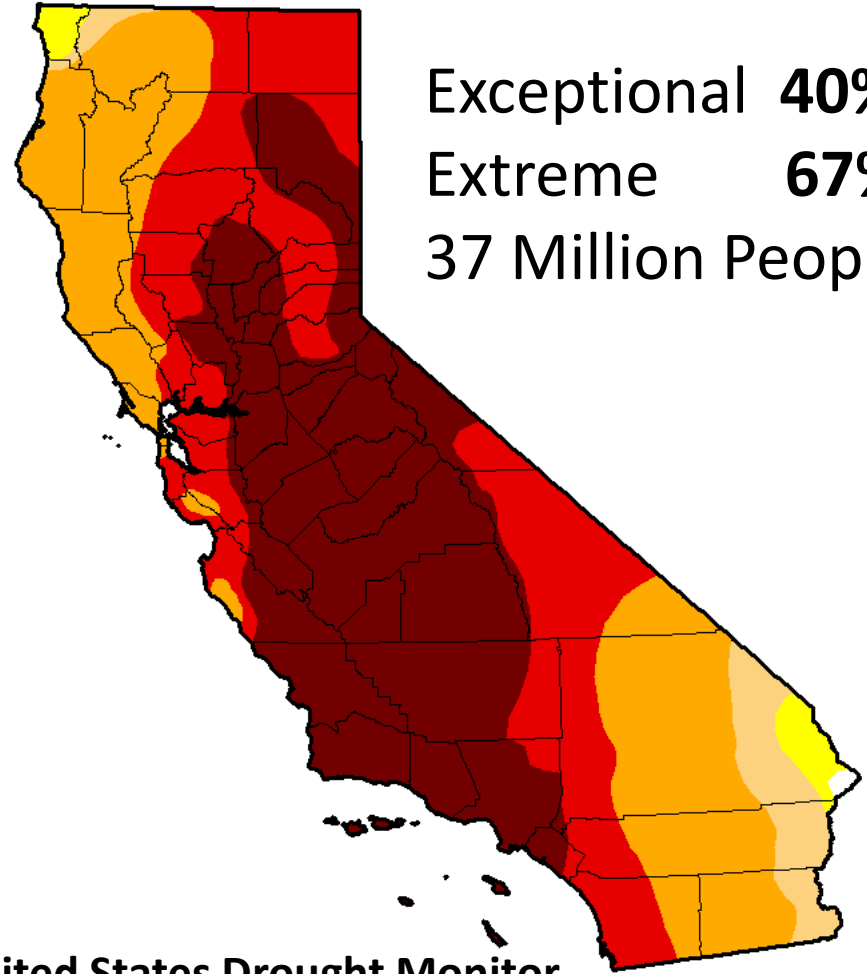 Exceptional 40%
Extreme 67%
37 Million Peop
ited States Drought Monitor